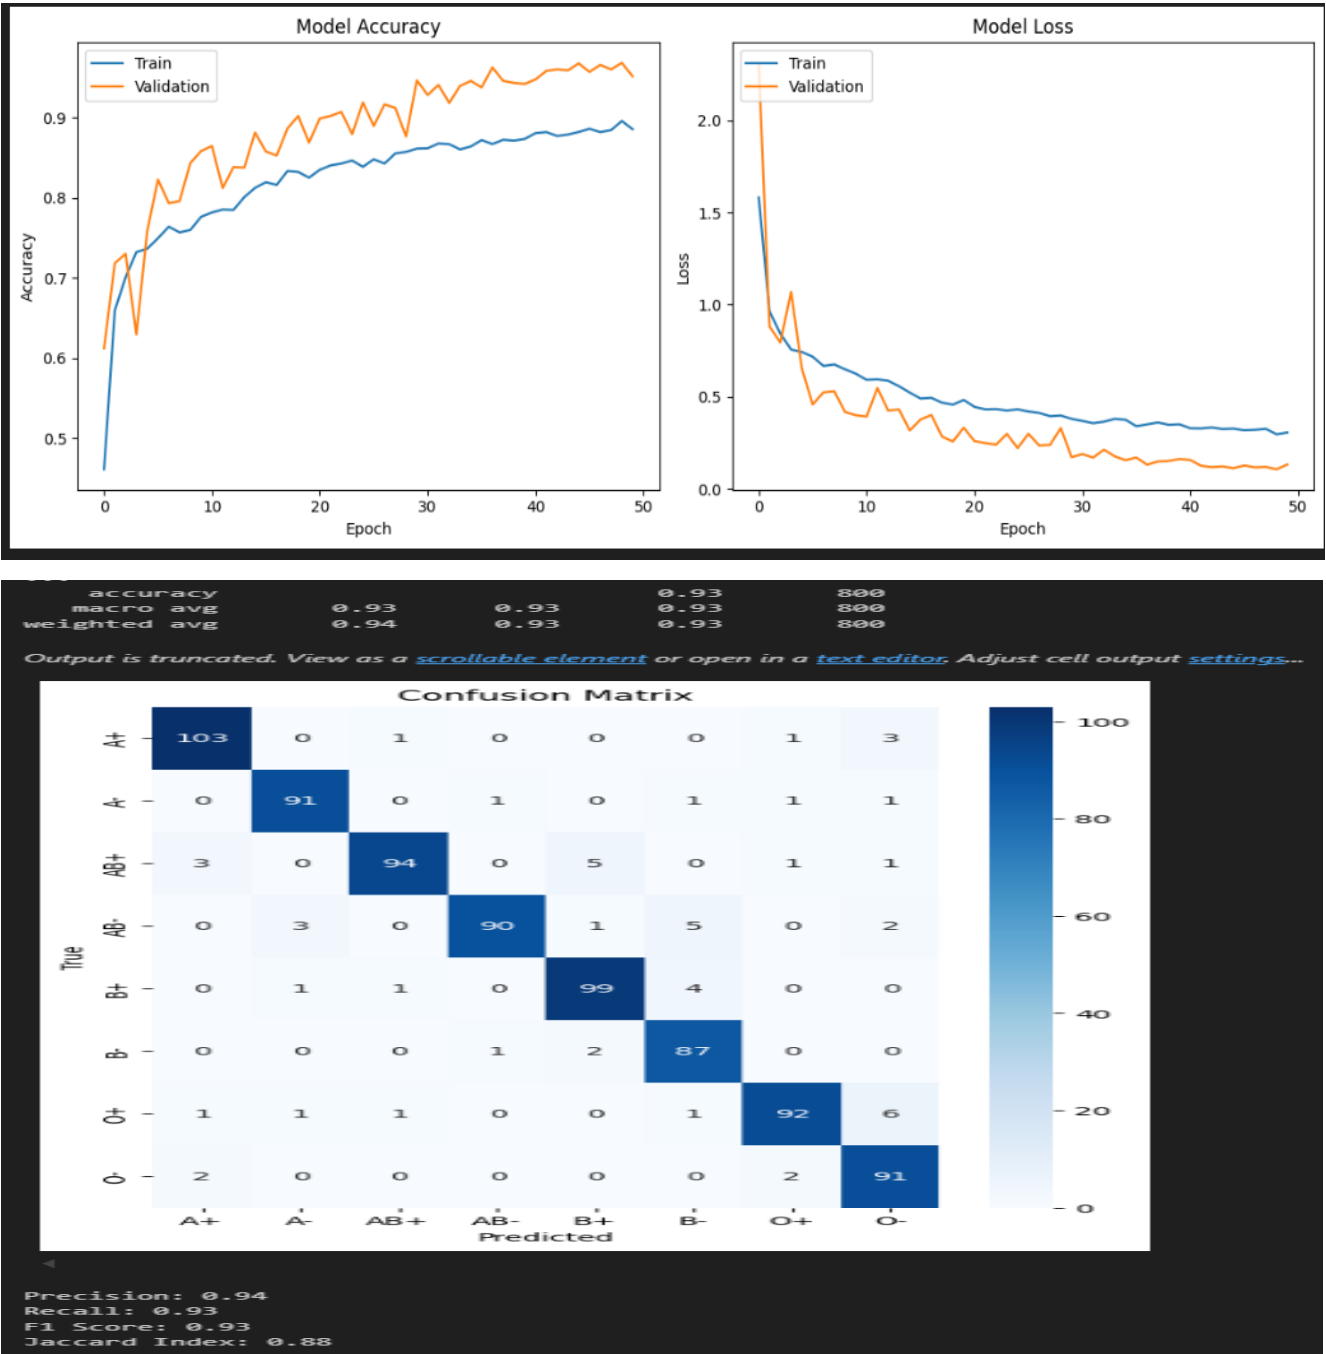 Model Accuracy
Train
Validation
0.9
0.8
0.7
0.6
0.5
Accuracy
0 10 20 30 40 50
Epoch
Model Loss
Train
Validation
2.0
1.5
1.0
0.5
0.0
Loss
0 10 20 30 40 50
Epoch
accuracy 0.93 800
macro avg 0.93 0.93 0.93 800
weighted avg 0.94 0.93 0.93 800
Output is truncated. View as a scrollable element or open in a text editor. Adjust cell output settings...
Confusion Matrix
A+ 103 0 1 0 0 0 1 3
A- 0 91 0 1 0 1 1 1
AB+ 3 0 94 0 5 0 1 1
AB- 0 3 0 90 1 5 0 2
B+ 0 1 1 0 99 4 0 0
B- 0 0 0 1 2 87 0 0
O+ 1 1 1 0 0 1 92 6
O- 2 0 0 0 0 0 2 91
True
A+ A- AB+ AB- B+ B- O+ O-
Predicted
100
80
60
40
20
0
Precision: 0.94
Recall: 0.93
F1 Score: 0.93
Jaccard Index: 0.88